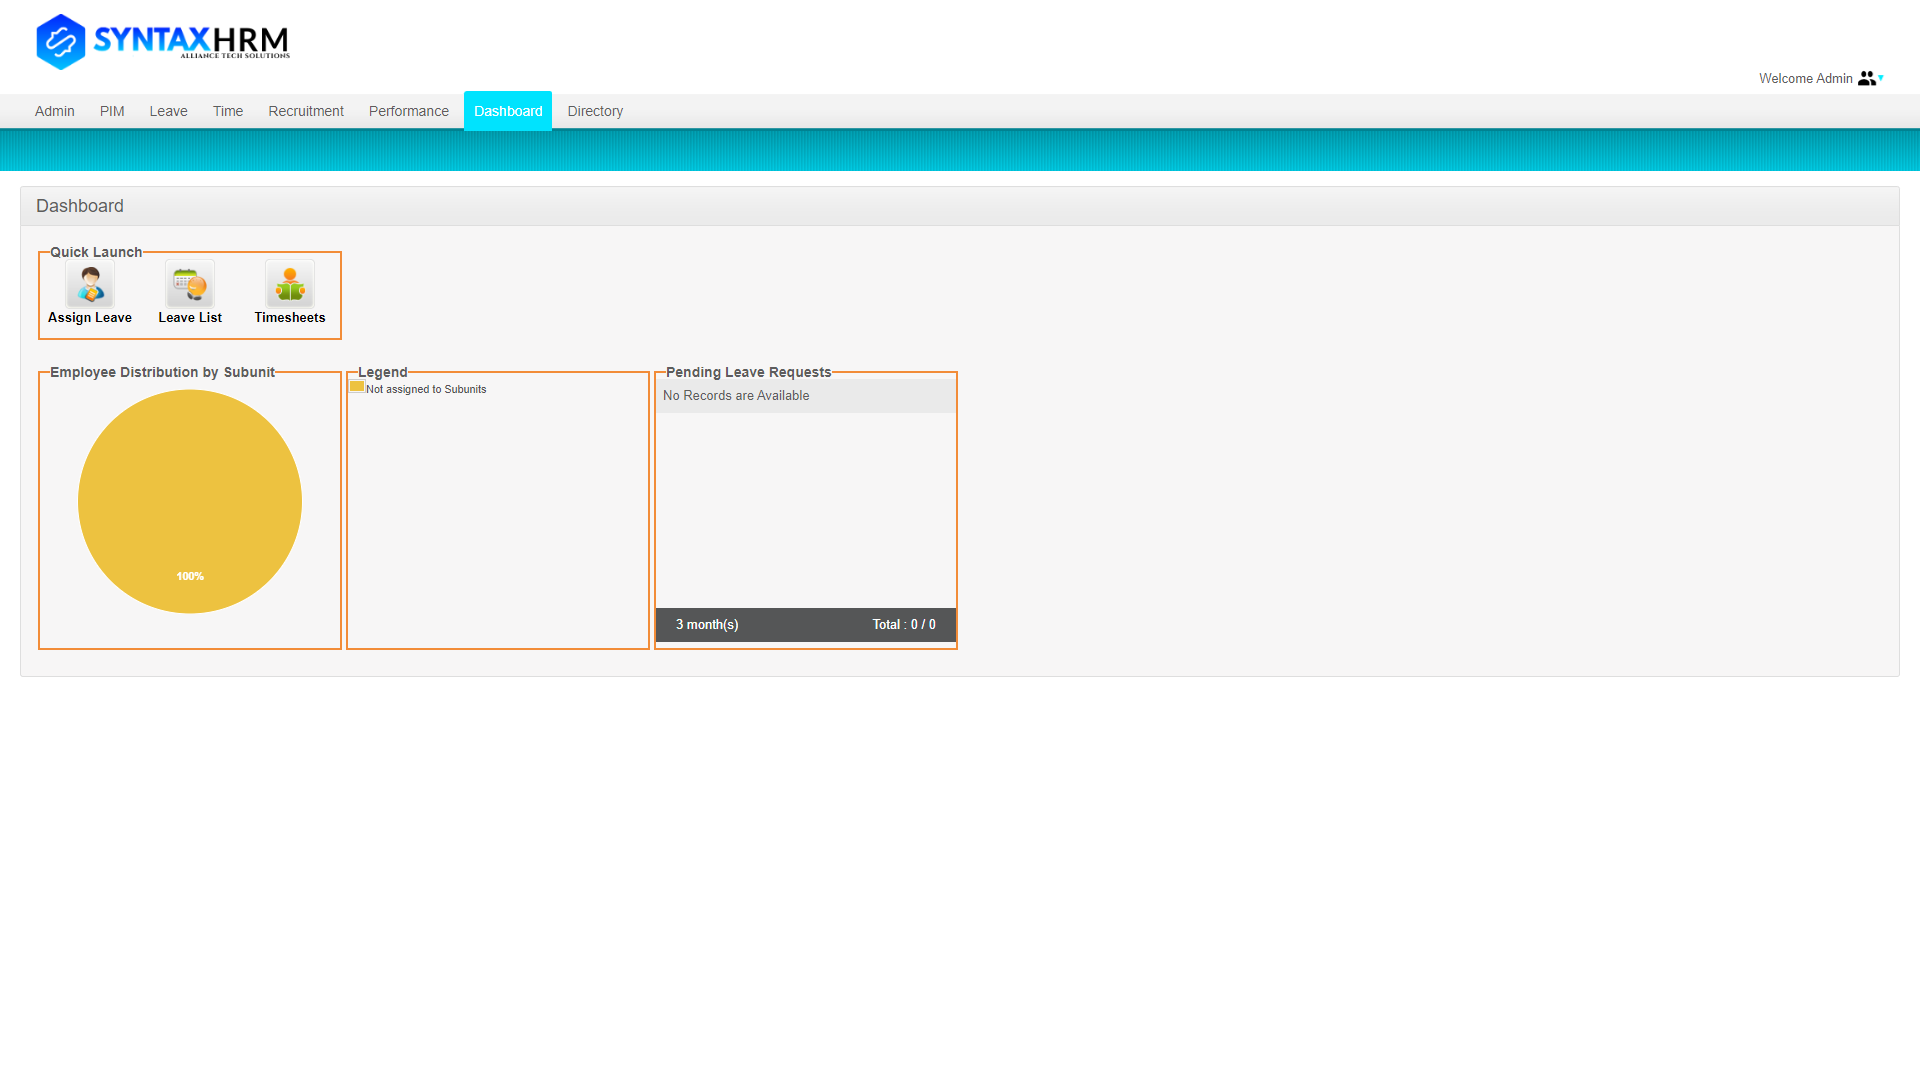 SYNTAXHRM
ALLIANCE TECH SOLUTIONS
Welcome Admin
Admin PIM Leave Time Recruitment Performance Dashboard Directory
Dashboard
Quick Launch
Assign Leave Leave List Timesheets
Employee Distribution by Subunit
100%
Legend
Not assigned to Subunits
Pending Leave Requests
No Records are Available
3 month(s) Total : 0 / 0